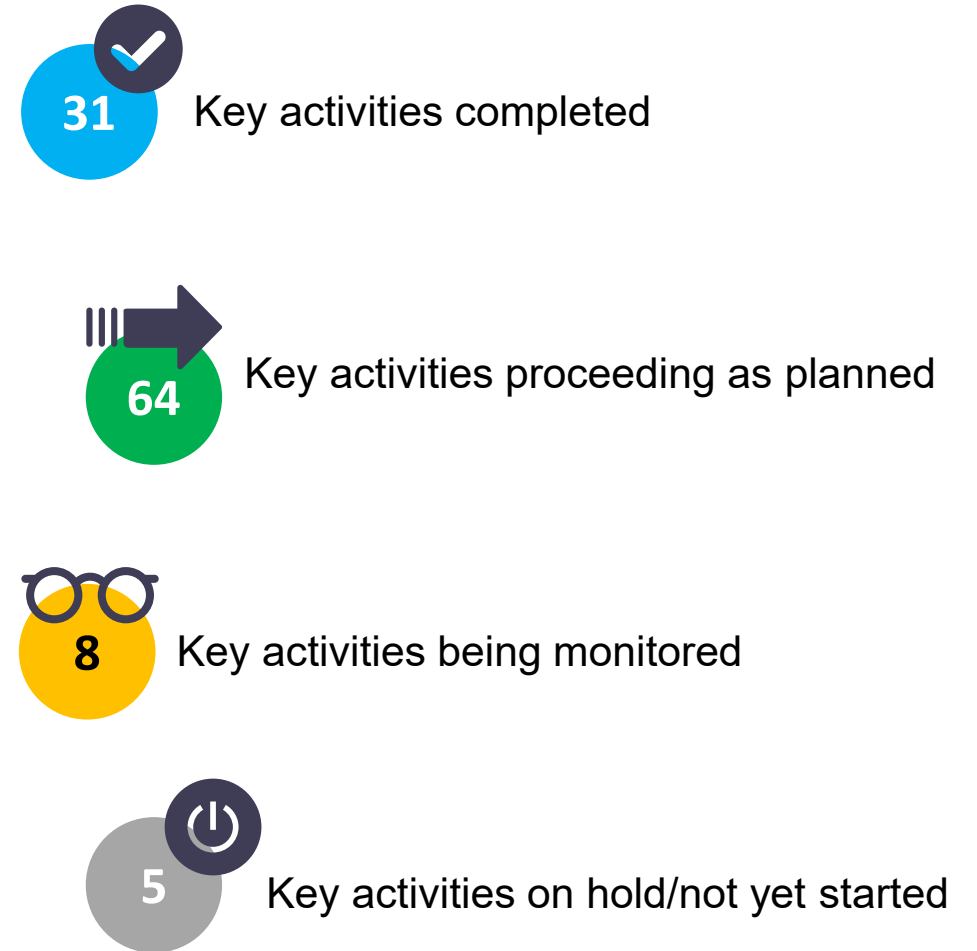 31
Key activities completed
64
Key activities proceeding as planned
8
Key activities being monitored
5
Key activities on hold/not yet started